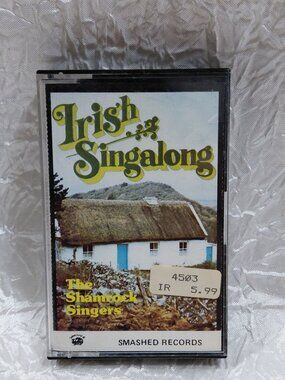 Irish
Singalong
The
Shamrock
Singers
4503
IR 5.99
SMASHED RECORDS